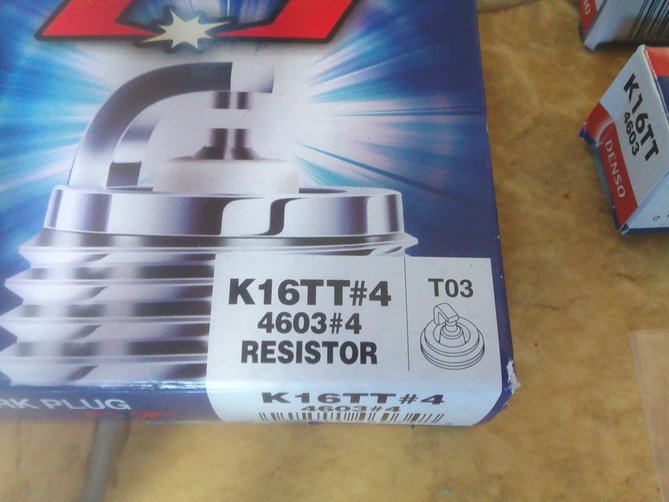 K16TT#4
4603#4
RESISTOR
T03
K16TT#4
4603#4
RK PLUG
K16TT
4603
DENSO